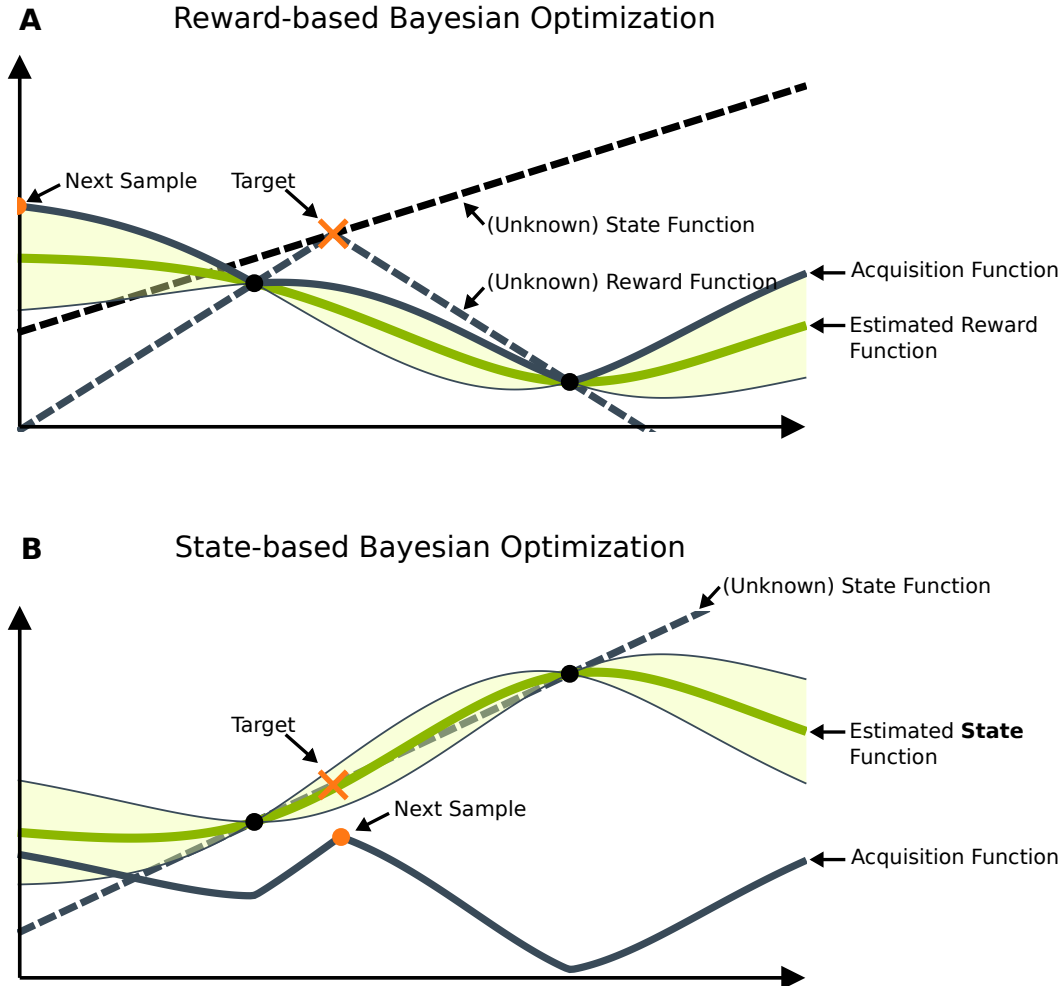 A
Reward-based Bayesian Optimization
Next Sample
Target
(Unknown) State Function
(Unknown) Reward Function
Acquisition Function
Estimated Reward
Function
B
State-based Bayesian Optimization
(Unknown) State Function
Target
Estimated State
Function
Next Sample
Acquisition Function